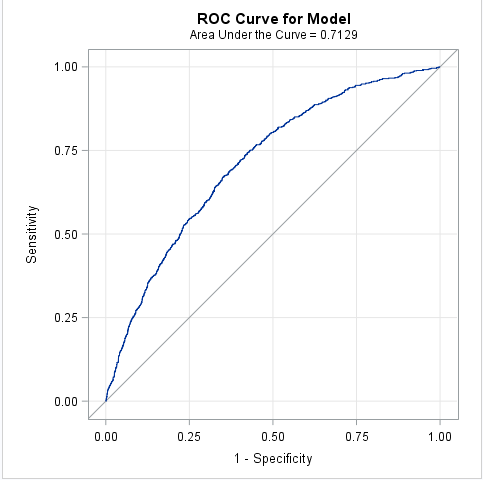 ROC Curve for Model
Area Under the Curve = 0.7129
1.00
0.75
0.50
0.25
0.00
Sensitivity
0.00 0.25 0.50 0.75 1.00
1 - Specificity